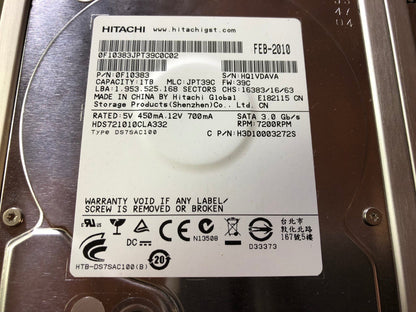 HITACHI www.hitachigst.com
FEB-2010
0F10383JPT39C0C02
P/N:0F10383 S/N:HQ1VDAVA
CAPACITY:1TB MLC:JPT39C FW:39C
LBA:1.953.525.168 SECTORS CHS:16383/16/63
MADE IN CHINA BY Hitachi Global E182115 CN
Storage Products(Shenzhen)Co., Ltd. CN
RATED:5V 450mA.12V 700mA SATA 3.0 Gb/s
HDS721010CLA332 RPM:7200RPM
Type DS7SAC100 C P/N:H3D10003272S
WARRANTY VOID IF ANY LABEL/
SCREW IS REMOVED OR BROKEN
DC
N13508
D33373
台北市
敦化北路
167號5樓
20
HTB-DS7SAC100(B)